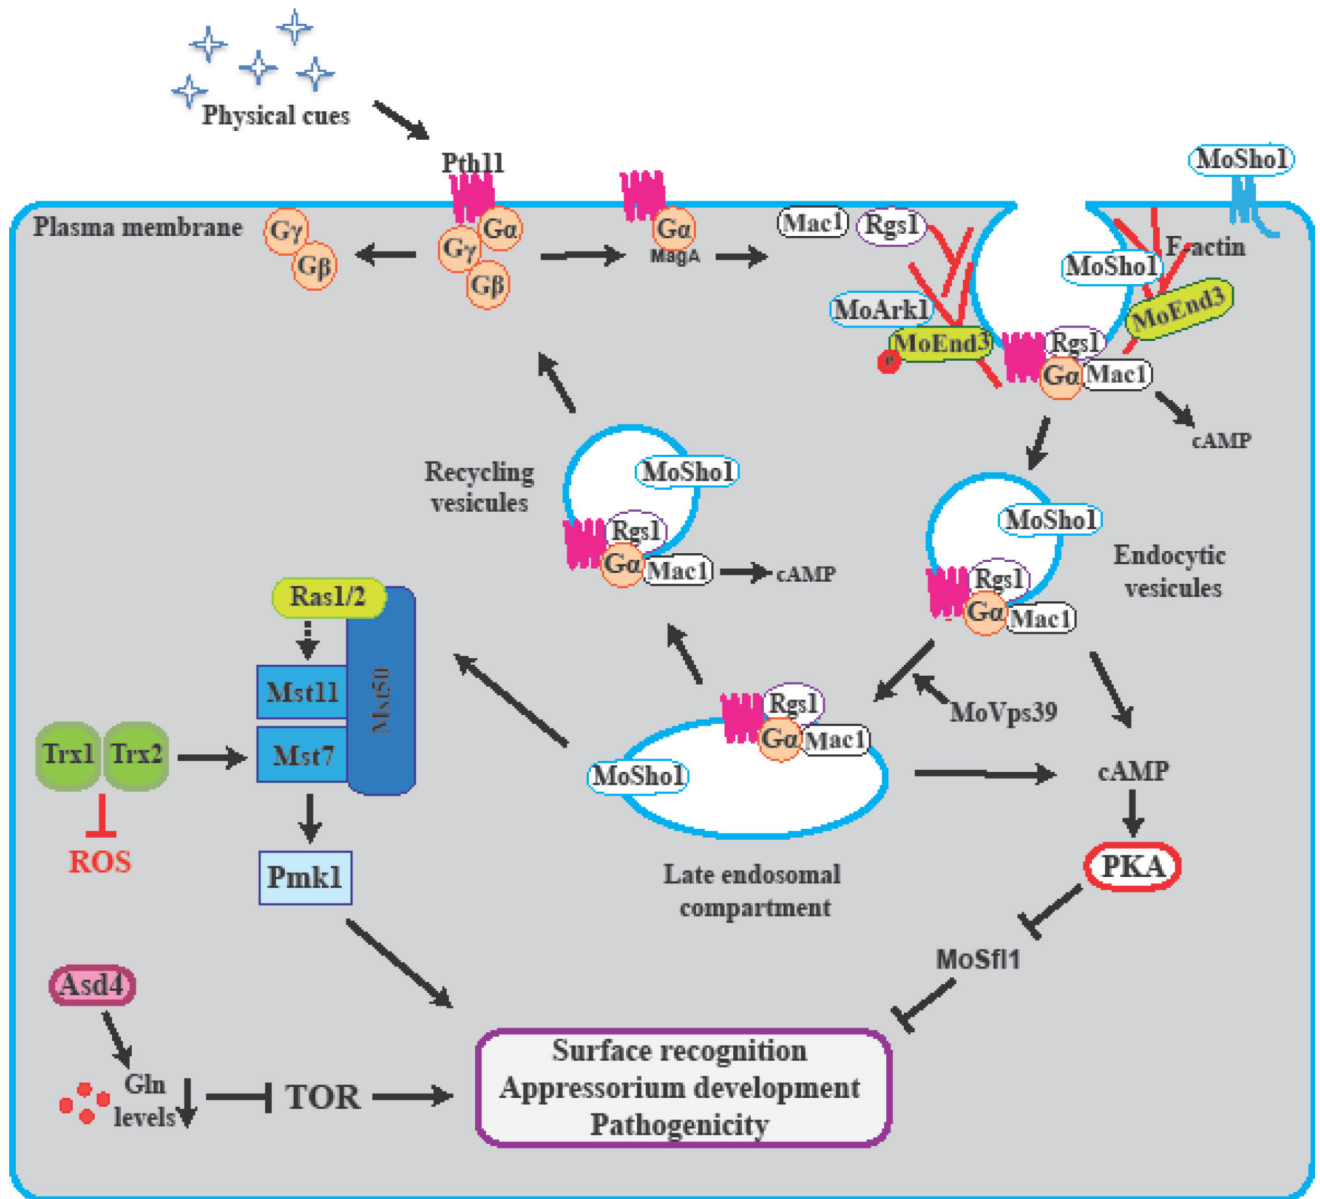 Physical cues
Pth11
MoSho1
Plasma membrane
Gγ
Gβ
Gγ
Gα
Gβ
Gα
MagA
Mac1
Rgs1
MoSho1
F-actin
MoArk1
MoEnd3
P
MoEnd3
Rgs1
Gα
Mac1
cAMP
Recycling
vesicules
MoSho1
Rgs1
Gα
Mac1
cAMP
MoSho1
Rgs1
Gα
Mac1
Endocytic
vesicules
Ras1/2
Mst11
Mst50
Mst7
Trx1
Trx2
ROS
Pmk1
Rgs1
Gα
Mac1
MoSho1
MoVps39
Late endosomal
compartment
cAMP
PKA
MoSfl1
Asd4
Gln
levels
TOR
Surface recognition
Appressorium development
Pathogenicity